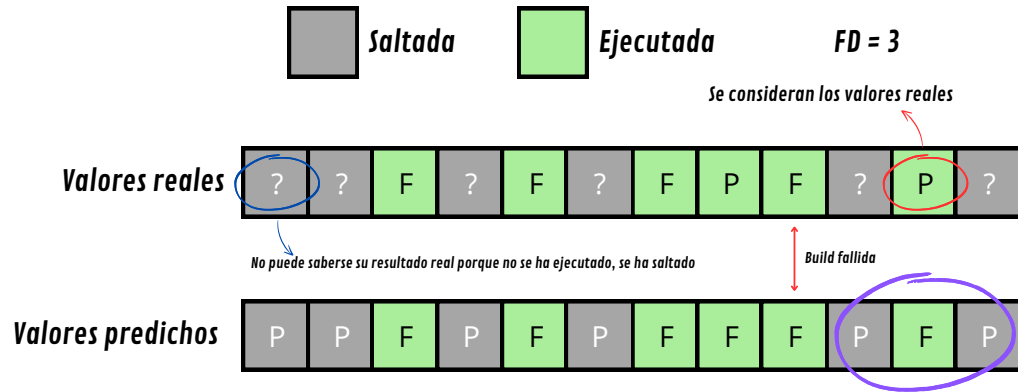 Saltada Ejecutada FD = 3
Se consideran los valores reales
Valores reales ? ? F ? F ? F P F ? P ?
No puede saberse su resultado real porque no se ha ejecutado, se ha saltado
Build fallida
Valores predichos P P F P F P F F F P F P